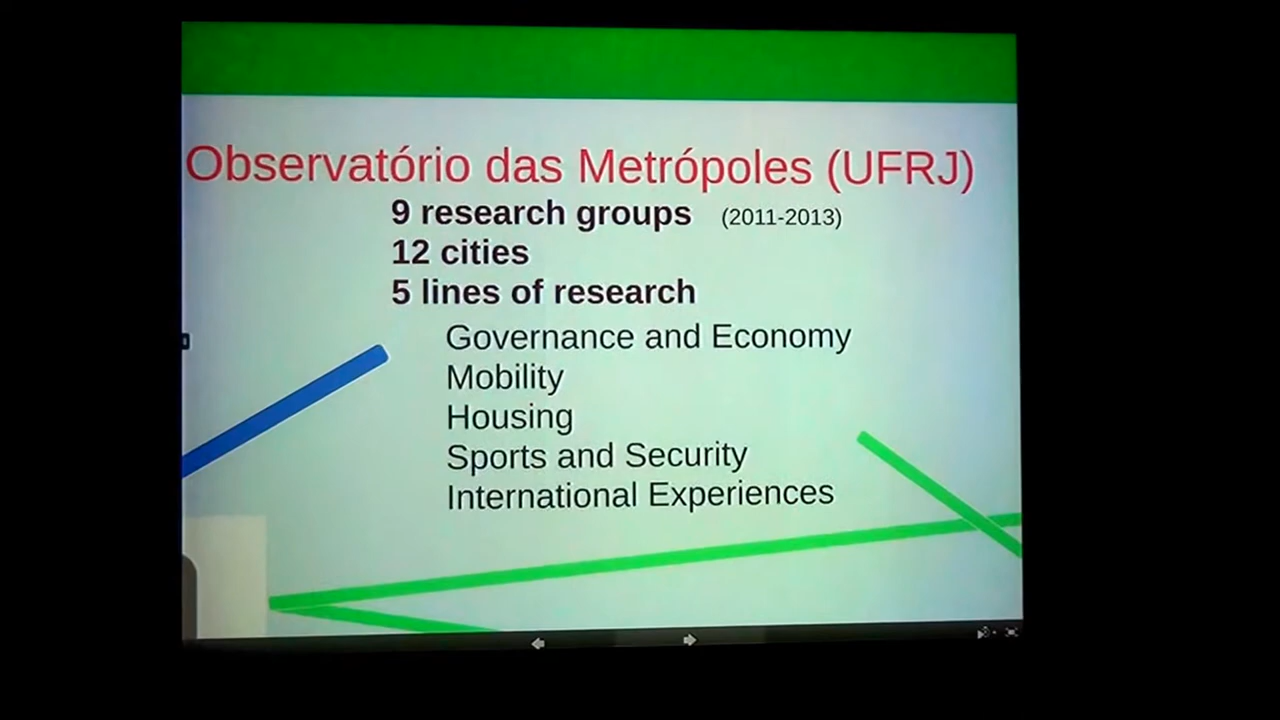 Observatório das Metrópoles (UFRJ)
9 research groups (2011-2013)
12 cities
5 lines of research
Governance and Economy
Mobility
Housing
Sports and Security
International Experiences